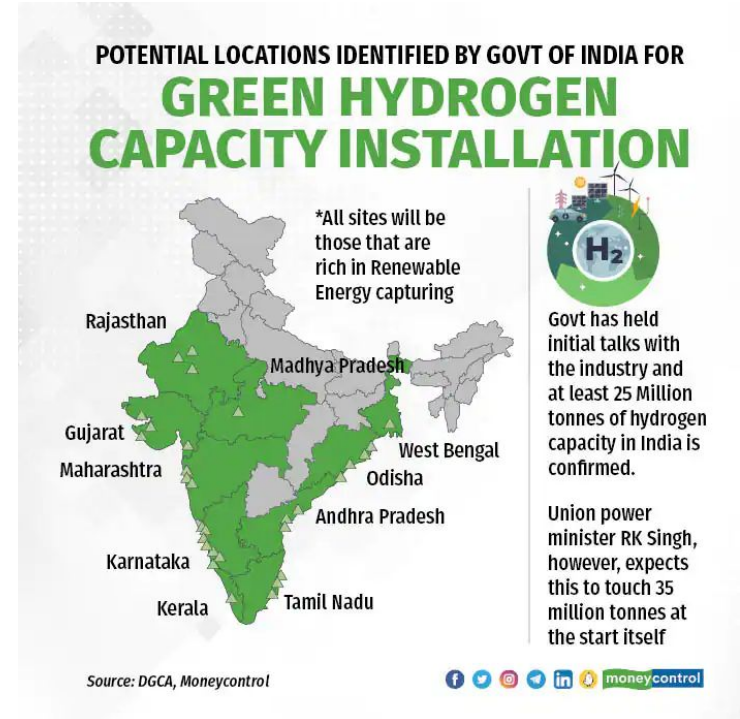 POTENTIAL LOCATIONS IDENTIFIED BY GOVT OF INDIA FOR
GREEN HYDROGEN
CAPACITY INSTALLATION
*All sites will be
those that are
rich in Renewable
Energy capturing
Rajasthan
Madhya Pradesh
Gujarat
Maharashtra
West Bengal
Odisha
Andhra Pradesh
Karnataka
Kerala
Tamil Nadu
H2
Govt has held
initial talks with
the industry and
at least 25 Million
tonnes of hydrogen
capacity in India is
confirmed.
Union power
minister RK Singh,
however, expects
this to touch 35
million tonnes at
the start itself
Source: DGCA, Moneycontrol
moneycontrol